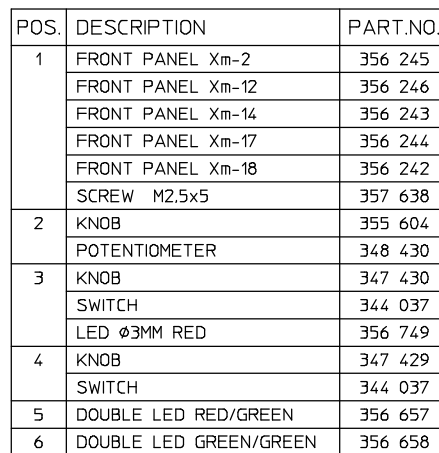 POS. DESCRIPTION PART.NO.
1 FRONT PANEL Xm-2 356 245
FRONT PANEL Xm-12 356 246
FRONT PANEL Xm-14 356 243
FRONT PANEL Xm-17 356 244
FRONT PANEL Xm-18 356 242
SCREW M2,5x5 357 638
2 KNOB 355 604
POTENTIOMETER 348 430
3 KNOB 347 430
SWITCH 344 037
LED Ø3MM RED 356 749
4 KNOB 347 429
SWITCH 344 037
5 DOUBLE LED RED/GREEN 356 657
6 DOUBLE LED GREEN/GREEN 356 658